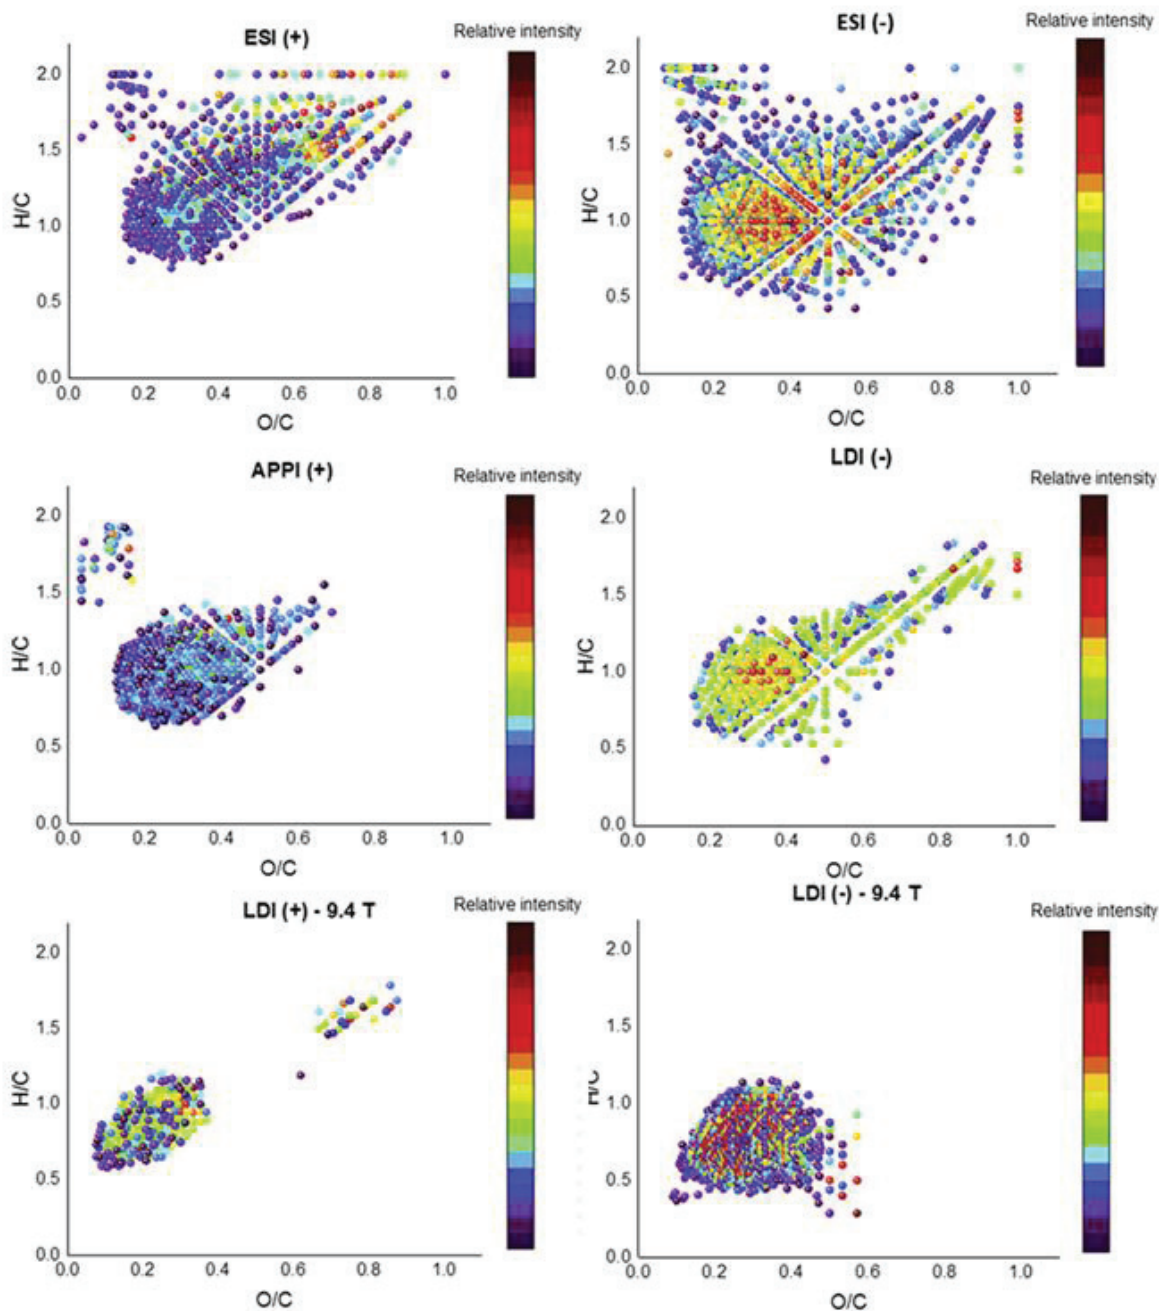 ESI (+)
Relative intensity
H/C
2.0
1.5
1.0
0.5
0.0
0.0 0.2 0.4 0.6 0.8 1.0
O/C
ESI (-)
Relative intensity
H/C
2.0
1.5
1.0
0.5
0.0
0.0 0.2 0.4 0.6 0.8 1.0
O/C
APPI (+)
Relative intensity
H/C
2.0
1.5
1.0
0.5
0.0
0.0 0.2 0.4 0.6 0.8 1.0
O/C
LDI (-)
Relative intensity
H/C
2.0
1.5
1.0
0.5
0.0
0.2 0.4 0.6 0.8 1.0
O/C
LDI (+) - 9.4 T
Relative intensity
H/C
2.0
1.5
1.0
0.5
0.0
0.0 0.2 0.4 0.6 0.8 1.0
O/C
LDI (-) - 9.4 T
Relative intensity
H/C
2.0
1.5
1.0
0.5
0.0
0.0 0.2 0.4 0.6 0.8 1.0
O/C